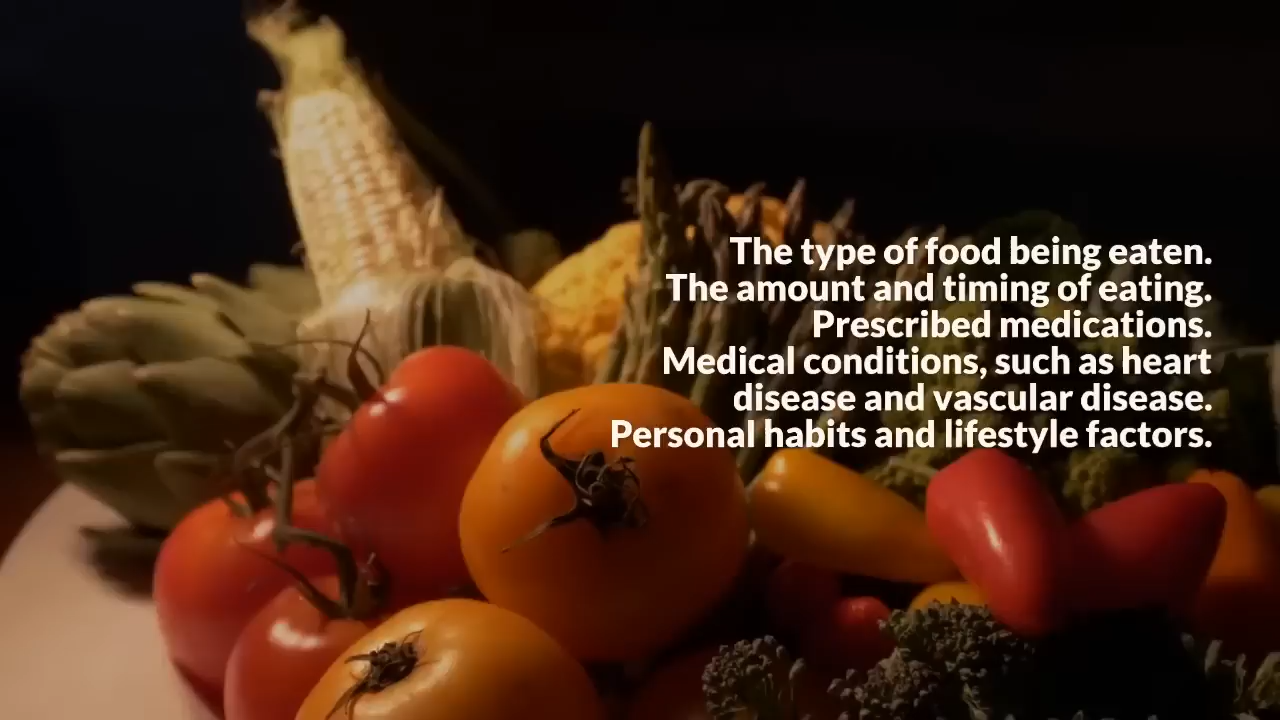 The type of food being eaten.
The amount and timing of eating.
Prescribed medications.
Medical conditions, such as heart
disease and vascular disease.
Personal habits and lifestyle factors.